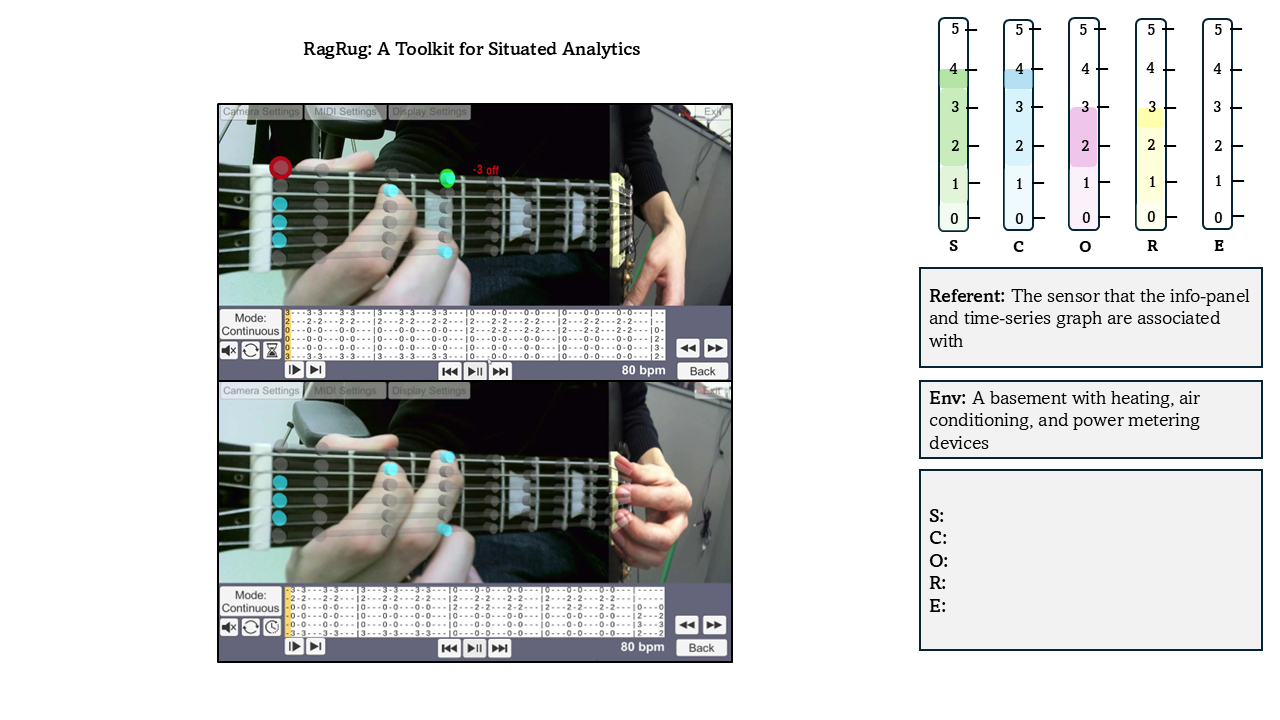 RagRug: A Toolkit for Situated Analytics
Camera Settings MIDI Settings Display Settings Exit
-3 off
Mode:
Continuous
80 bpm
Back
Camera Settings MIDI Settings Display Settings Exit
Mode:
Continuous
80 bpm
Back
5 5 5 5 5
4 4 4 4 4
3 3 3 3 3
2 2 2 2 2
1 1 1 1 1
0 0 0 0 0
S C O R E
Referent: The sensor that the info-panel
and time-series graph are associated
with
Env: A basement with heating, air
conditioning, and power metering
devices
S:
C:
O:
R:
E: